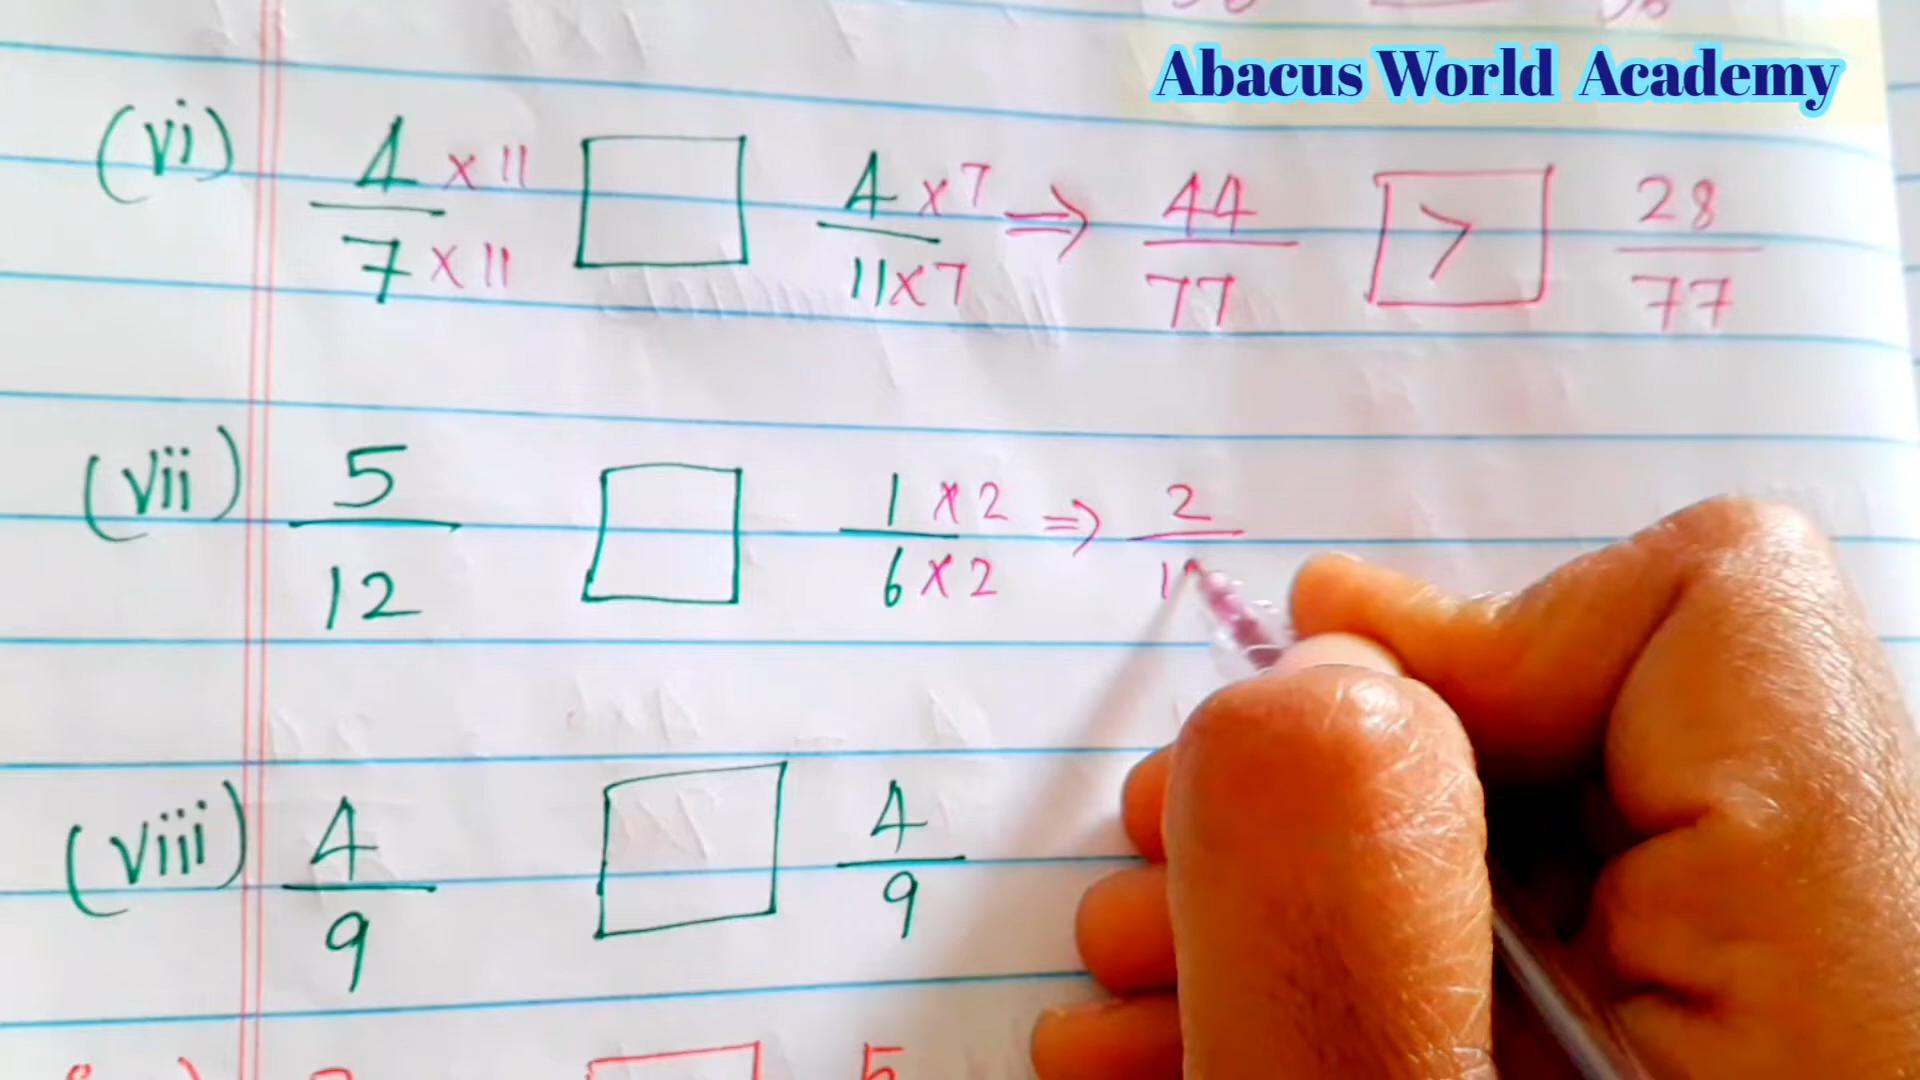 Abacus World Academy
(vi) 4/7 ×11/×11 □ 4/11 ×7/×7 ⇒ 44/77 > 28/77
(vii) 5/12 □ 1/6 ×2/×2 ⇒ 2/1
(viii) 4/9 □ 4/9
5